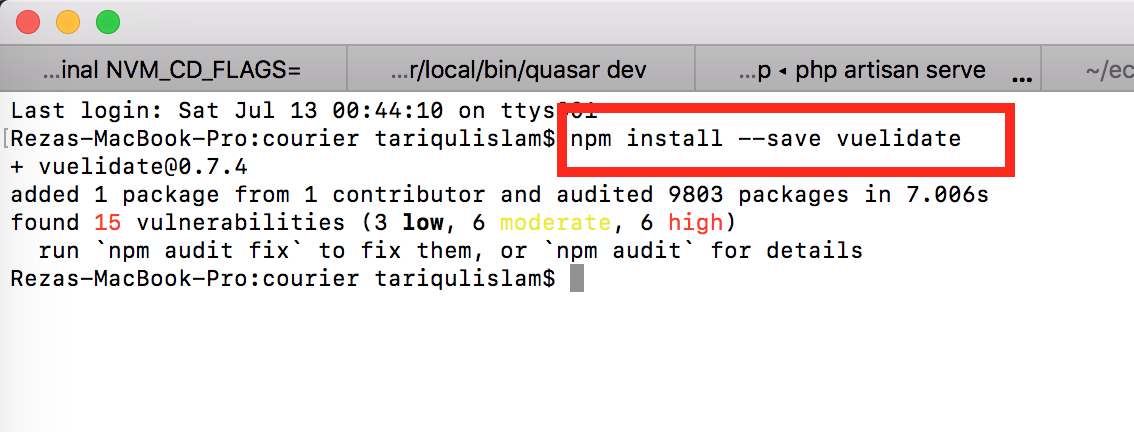 ...inal NVM_CD_FLAGS=
...r/local/bin/quasar dev
...p ◂ php artisan serve
...
~/ec
Last login: Sat Jul 13 00:44:10 on ttys001
[Rezas-MacBook-Pro:courier tariqulislam$ npm install --save vuelidate
+ vuelidate@0.7.4
added 1 package from 1 contributor and audited 9803 packages in 7.006s
found 15 vulnerabilities (3 low, 6 moderate, 6 high)
run `npm audit fix` to fix them, or `npm audit` for details
Rezas-MacBook-Pro:courier tariqulislam$